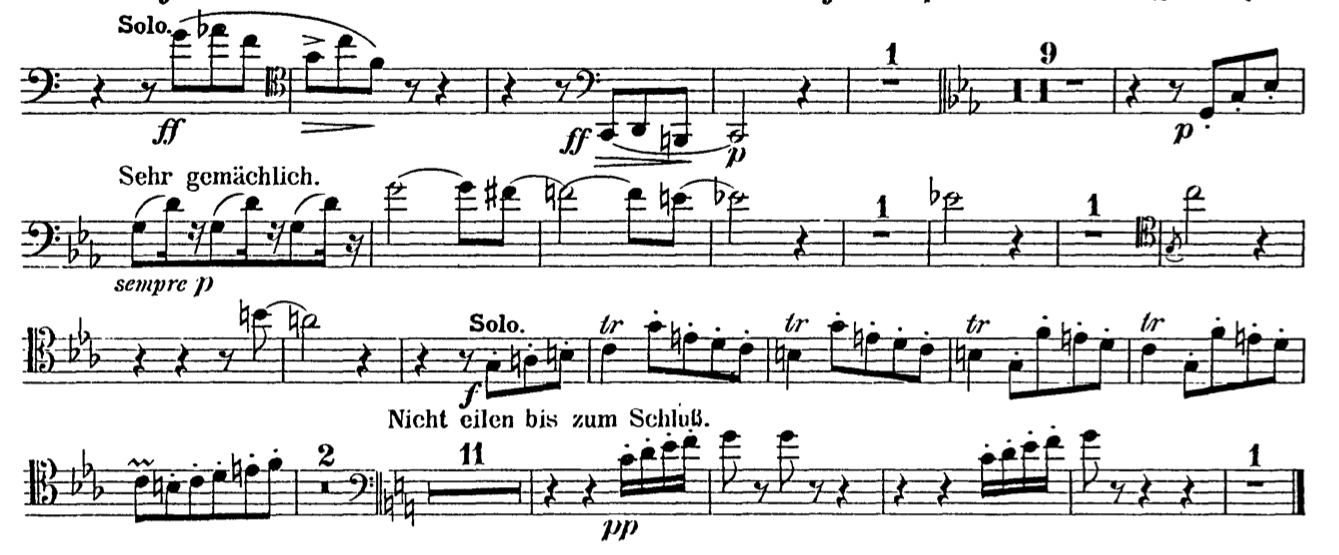 Solo.
1 9
ff ff p p
Sehr gemächlich.
1 1
sempre p
Solo.
tr tr tr tr
f
Nicht eilen bis zum Schluß.
2 11 1
pp